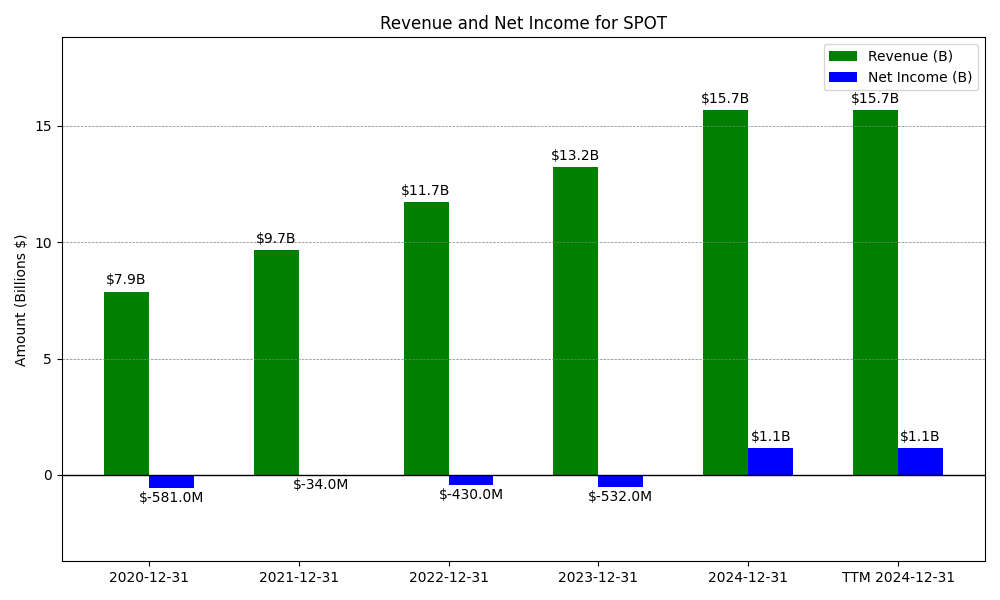 Revenue and Net Income for SPOT
Revenue (B)
Net Income (B)
Amount (Billions $)
15
10
5
0
$7.9B
$9.7B
$11.7B
$13.2B
$15.7B
$15.7B
$-581.0M
$-34.0M
$-430.0M
$-532.0M
$1.1B
$1.1B
2020-12-31
2021-12-31
2022-12-31
2023-12-31
2024-12-31
TTM 2024-12-31